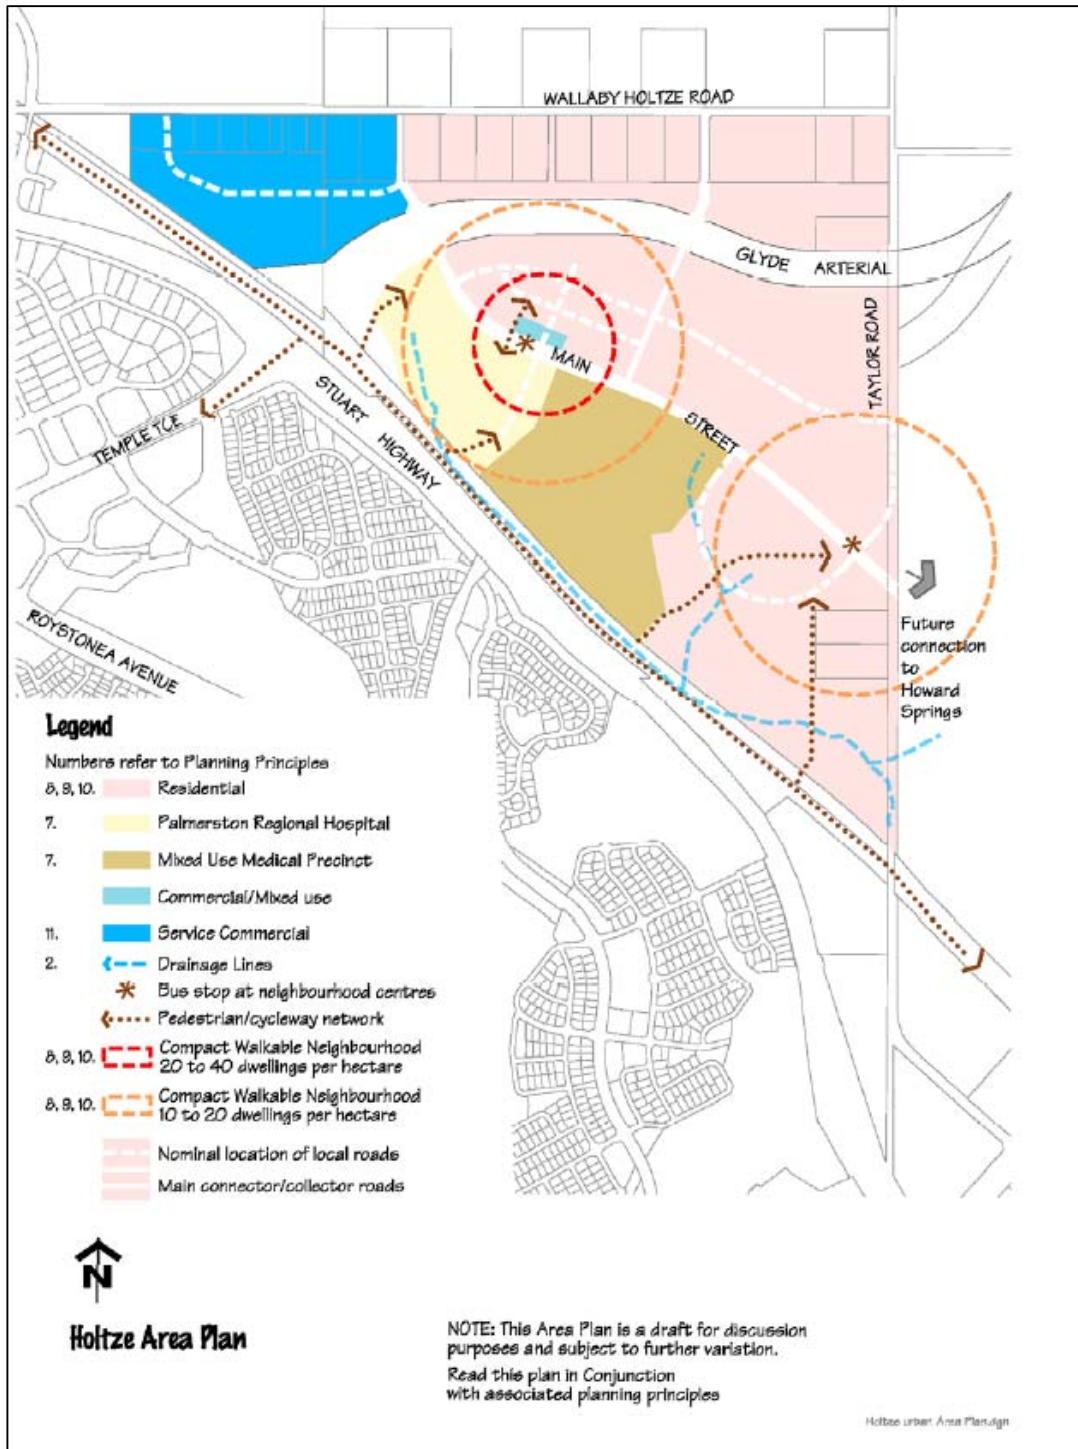 WALLABY HOLTZE ROAD
GLYDE ARTERIAL
TAYLOR ROAD
MAIN STREET
STUART HIGHWAY
TEMPLE TCE
ROYSTONEA AVENUE
Future
connection
to
Howard
Springs
Legend
Numbers refer to Planning Principles
8, 9, 10. Residential
7. Palmerston Regional Hospital
7. Mixed Use Medical Precinct
Commercial/Mixed use
11. Service Commercial
2. Drainage Lines
Bus stop at neighbourhood centres
Pedestrian/cycleway network
8, 9, 10. Compact Walkable Neighbourhood
20 to 40 dwellings per hectare
8, 9, 10. Compact Walkable Neighbourhood
10 to 20 dwellings per hectare
Nominal location of local roads
Main connector/collector roads
N
Holtze Area Plan
NOTE: This Area Plan is a draft for discussion
purposes and subject to further variation.
Read this plan in Conjunction
with associated planning principles
Holtze urban Area Plan.dgn